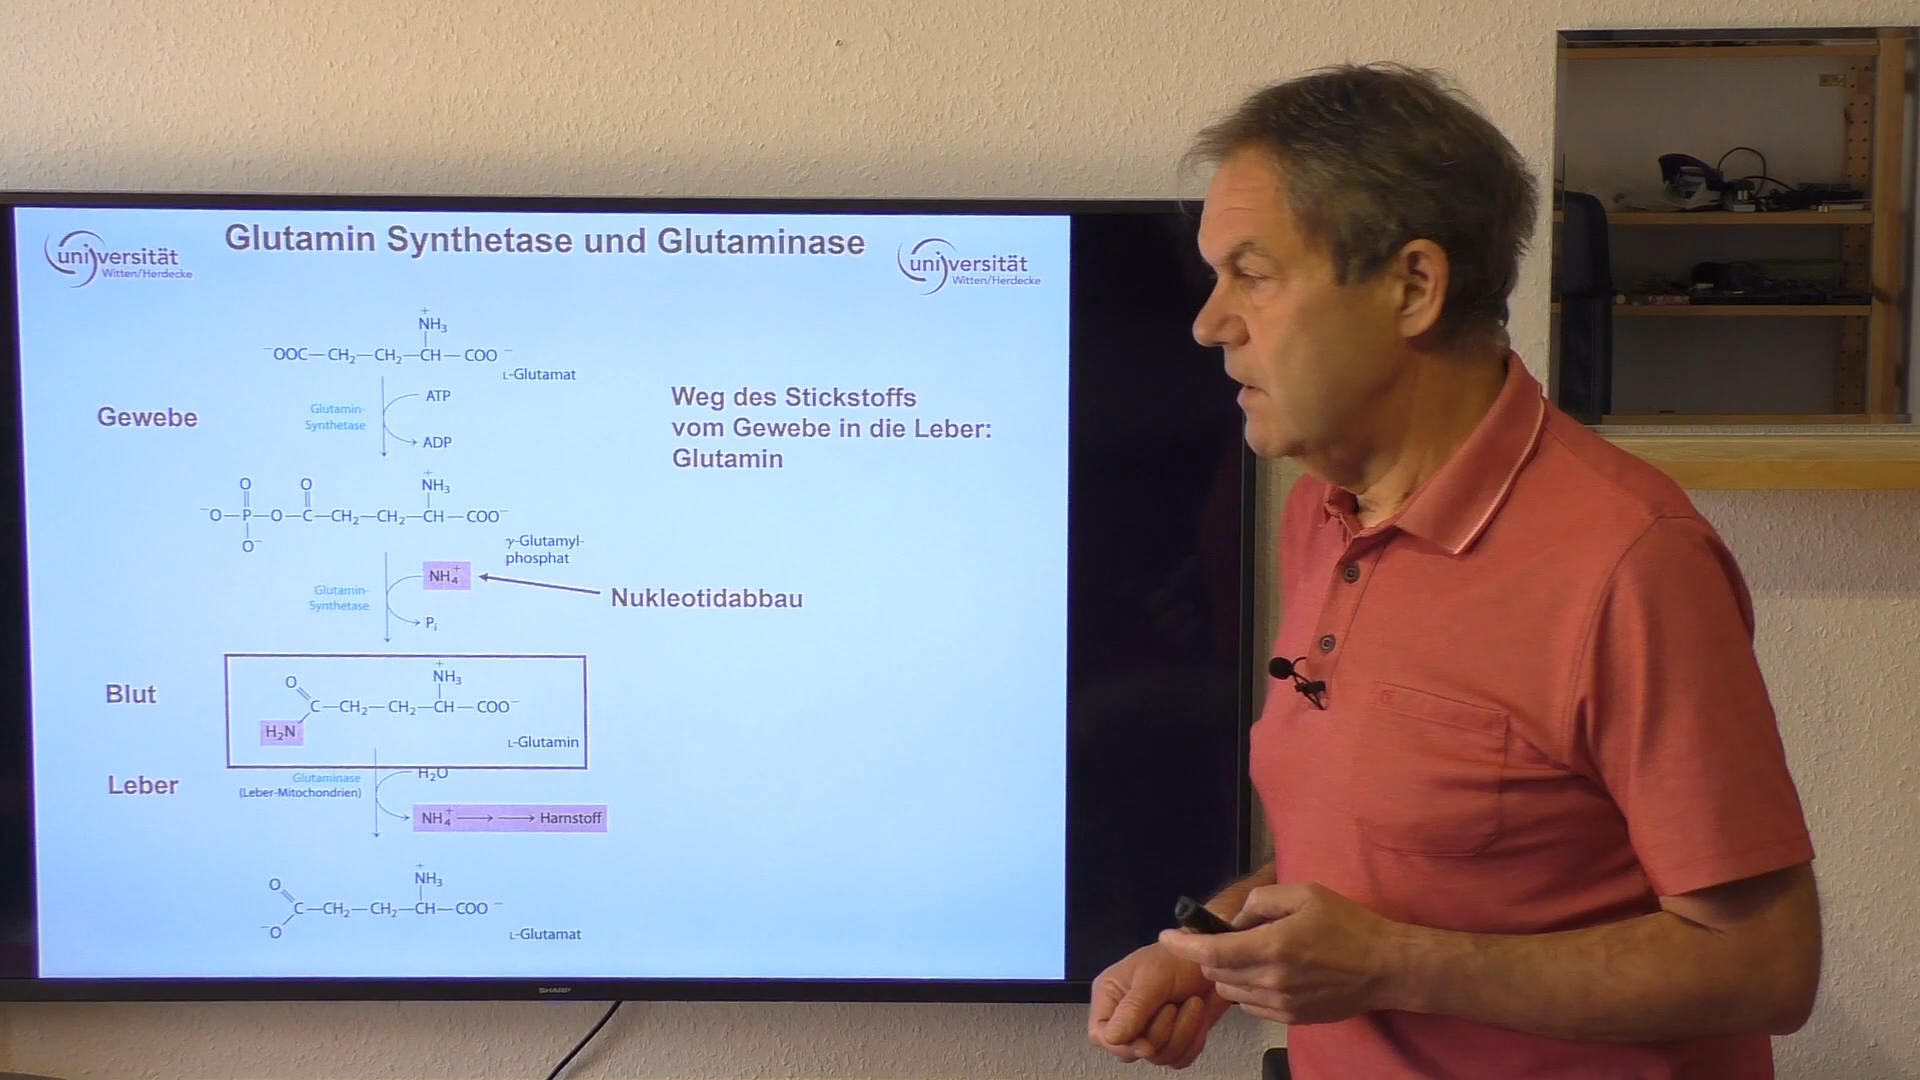 Glutamin Synthetase und Glutaminase
universität
Witten/Herdecke
universität
Witten/Herdecke
⁺NH₃
⁻OOC—CH₂—CH₂—CH—COO⁻
L-Glutamat
Gewebe
Glutamin-
Synthetase
ATP
ADP
Weg des Stickstoffs
vom Gewebe in die Leber:
Glutamin
O O ⁺NH₃
⁻O—P—O—C—CH₂—CH₂—CH—COO⁻
O⁻
γ-Glutamyl-
phosphat
NH₄⁺
Glutamin-
Synthetase
Pᵢ
Nukleotidabbau
Blut
O ⁺NH₃
C—CH₂—CH₂—CH—COO⁻
H₂N
L-Glutamin
Leber
Glutaminase
(Leber-Mitochondrien)
H₂O
NH₄⁺ → → Harnstoff
O ⁺NH₃
C—CH₂—CH₂—CH—COO⁻
⁻O
L-Glutamat
SHARP